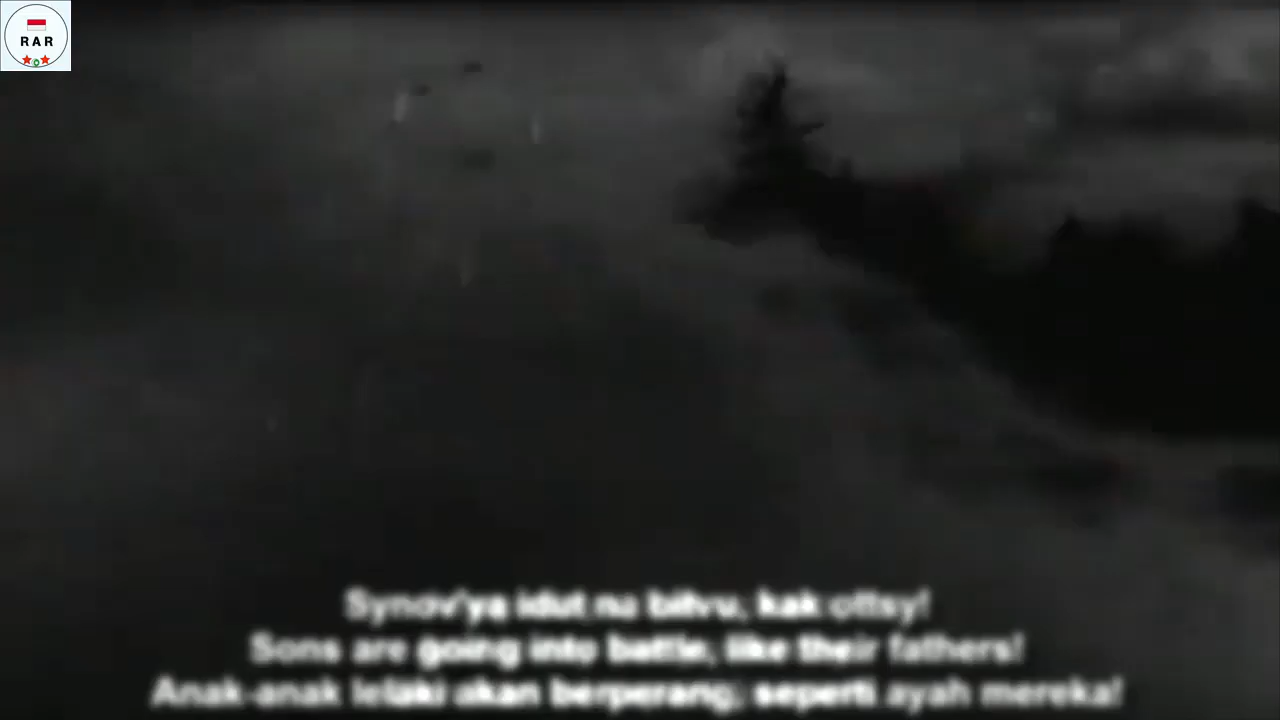 RAR
Synov'ya idut na bitvu, kak ottsy!
Sons are going into battle, like their fathers!
Anak-anak lelaki akan berperang, seperti ayah mereka!